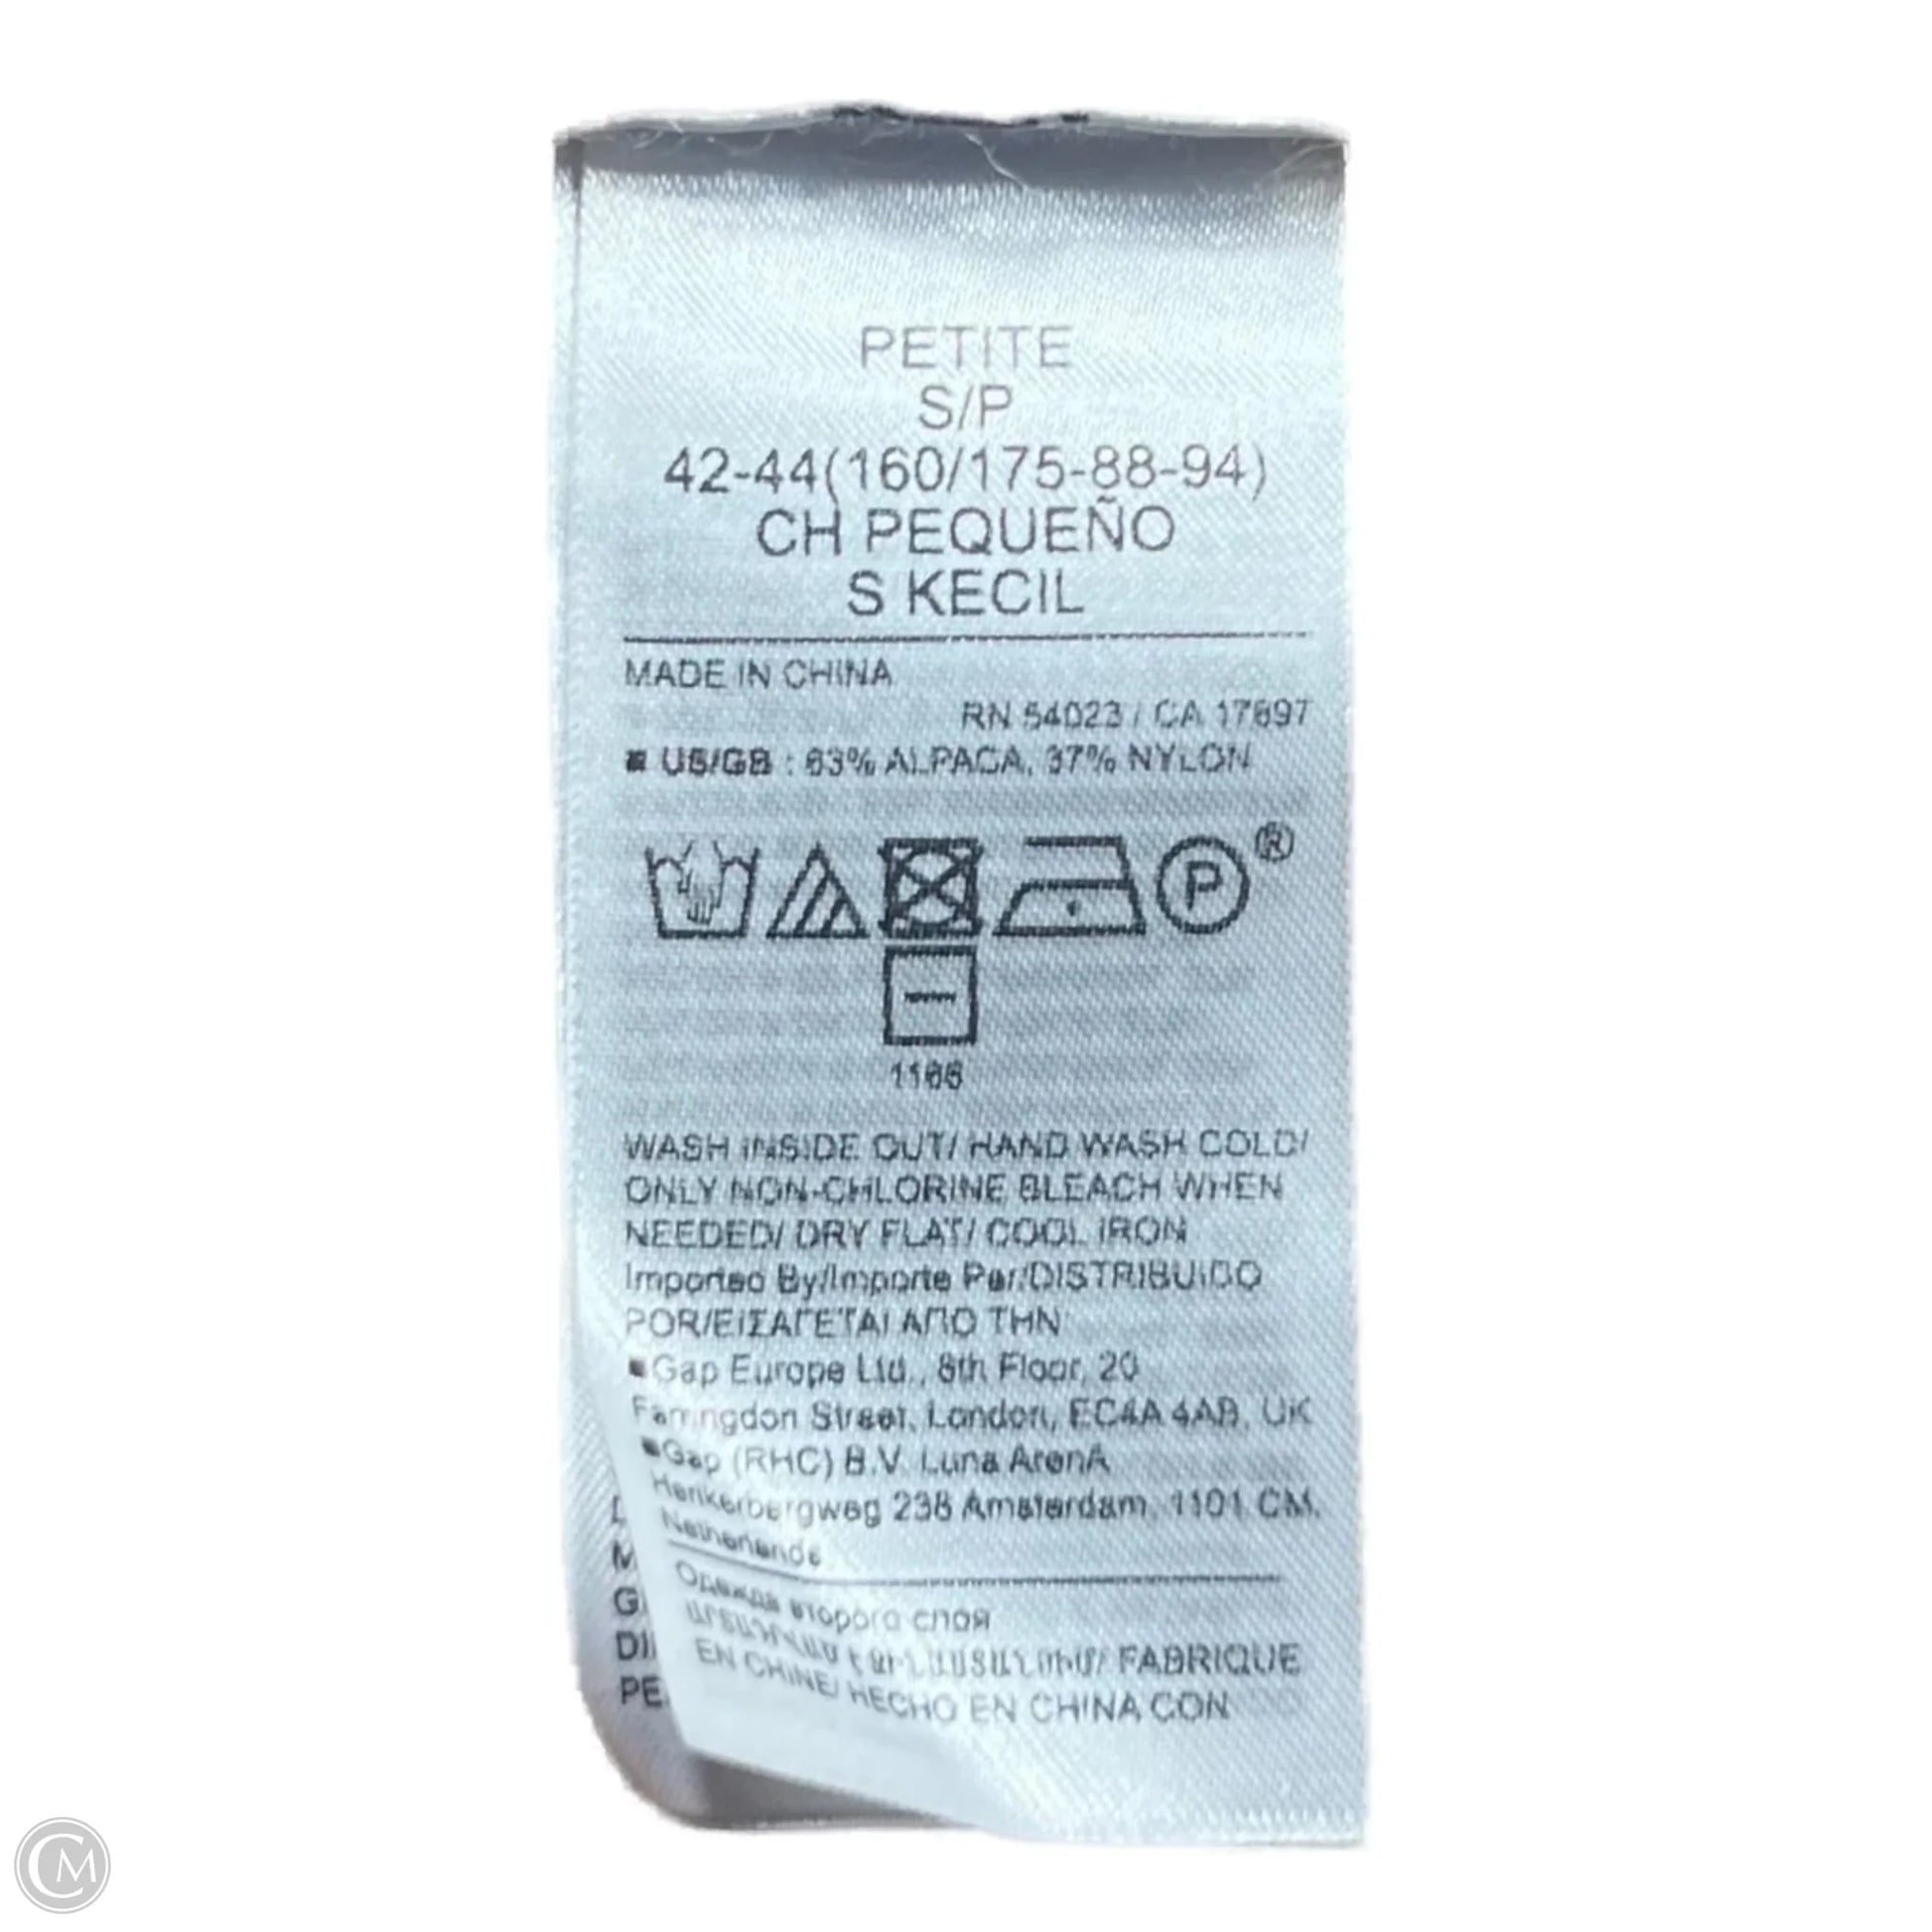 PETITE
S/P
42-44(160/175-88-94)
CH PEQUEÑO
S KECIL
MADE IN CHINA
RN 54023 / CA 17897
US/GB : 63% ALPACA, 37% NYLON
P ®
1166
WASH INSIDE OUT/ HAND WASH COLD/
ONLY NON-CHLORINE BLEACH WHEN
NEEDED/ DRY FLAT/ COOL IRON
Imported By/Importe Par/DISTRIBUIDO
POR/ΕΙΣΑΓΕΤΑΙ ΑΠΟ ΤΗΝ
Gap Europe Ltd., 8th Floor, 20
Farringdon Street, London, EC4A 4AB, UK
Gap (RHC) B.V. Luna ArenA
Herikerbergweg 238 Amsterdam, 1101 CM,
Netherlands
Одежда второго слоя
FABRIQUE
EN CHINE/ HECHO EN CHINA CON
M
G
DI
PE
CM